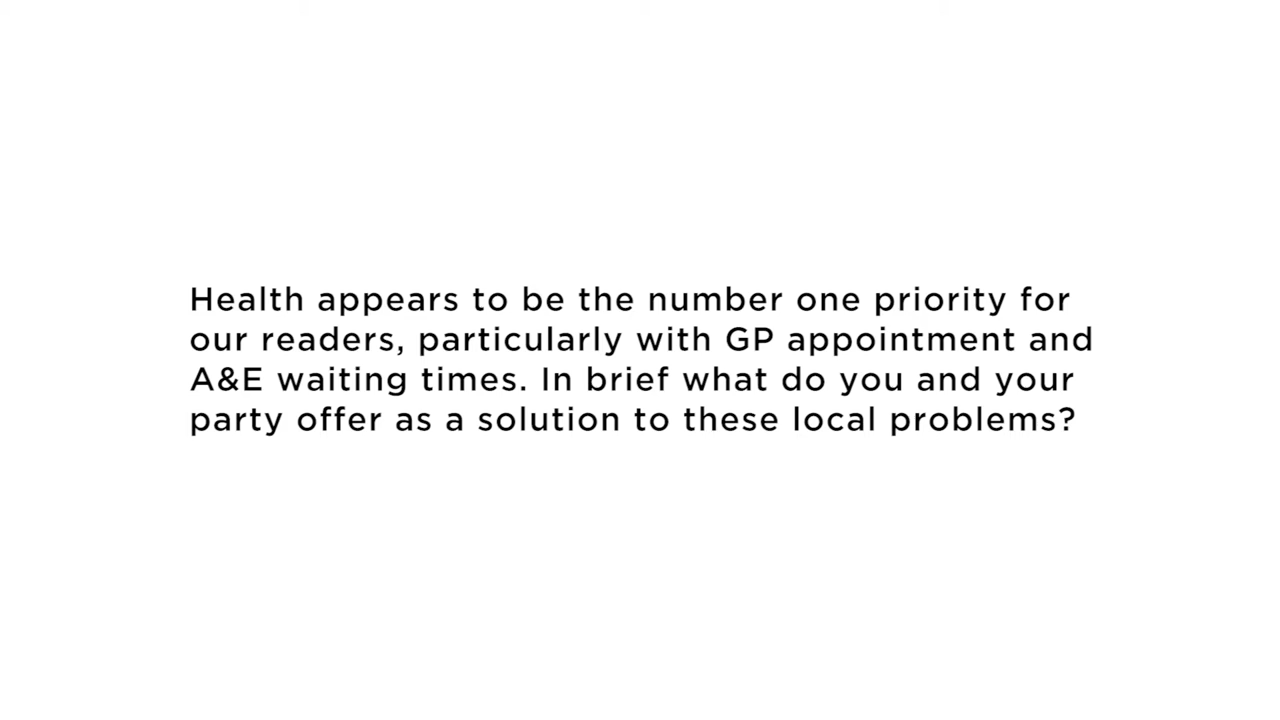 Health appears to be the number one priority for
our readers, particularly with GP appointment and
A&E waiting times. In brief what do you and your
party offer as a solution to these local problems?